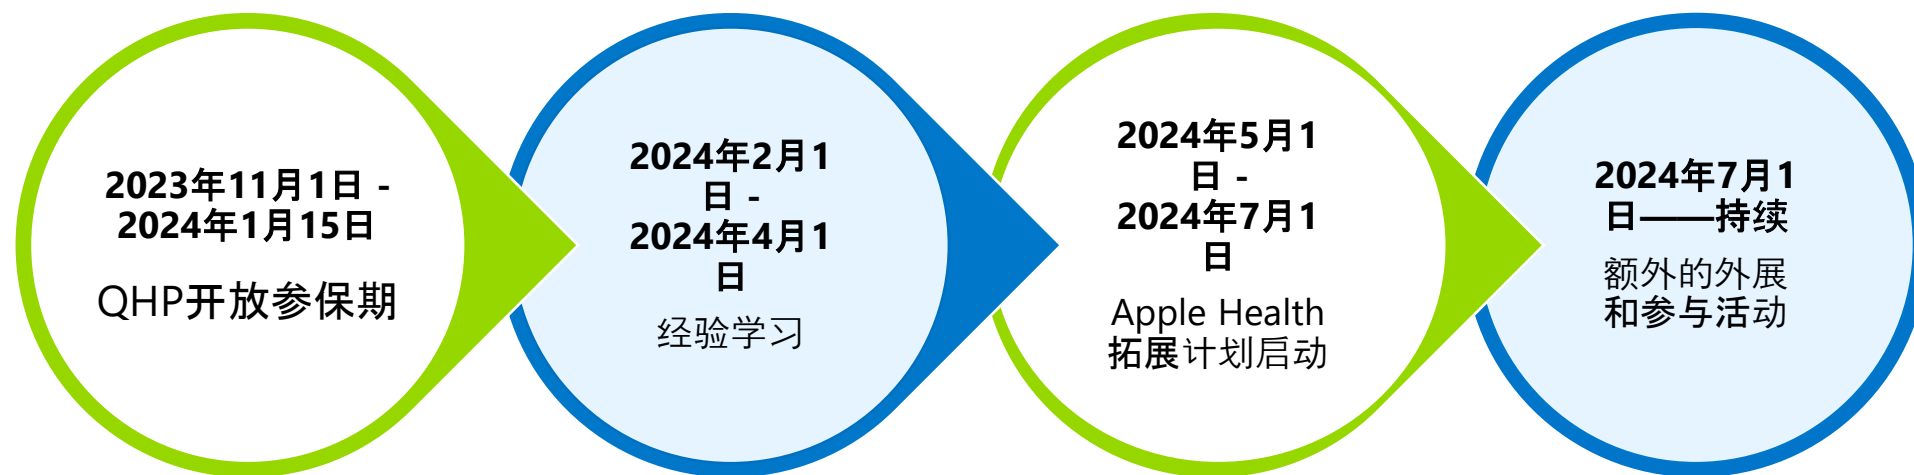 2023年11月1日 -
2024年1月15日
QHP开放参保期
2024年2月1
日 -
2024年4月1
日
经验学习
2024年5月1
日 -
2024年7月1
日
Apple Health
拓展计划启动
2024年7月1
日——持续
额外的外展
和参与活动